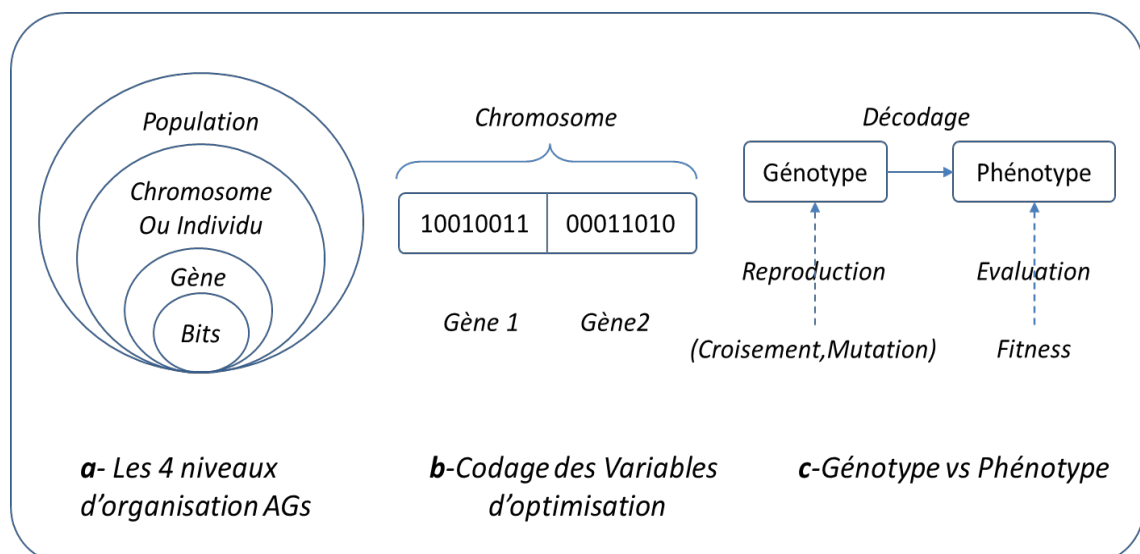 Population
Chromosome
Ou Individu
Gène
Bits
Chromosome
10010011 00011010
Gène 1 Gène2
Décodage
Génotype Phénotype
Reproduction Evaluation
(Croisement,Mutation) Fitness
a- Les 4 niveaux
d'organisation AGs
b-Codage des Variables
d'optimisation
c-Génotype vs Phénotype